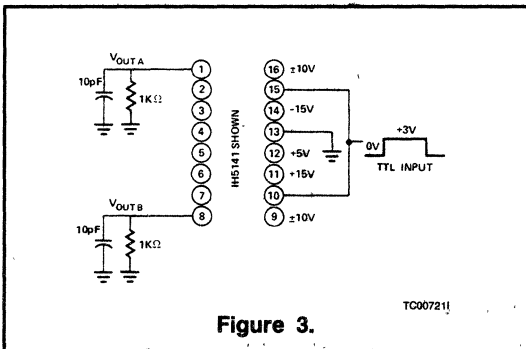 VOUT A
10pF
1KΩ
VOUT B
10pF
1KΩ
1
2
3
4
5
6
7
8
IH5141 SHOWN
16 ±10V
15
14 -15V
13
12 +5V
11 +15V
10
9 ±10V
+3V
0V
TTL INPUT
TC00721I
Figure 3.